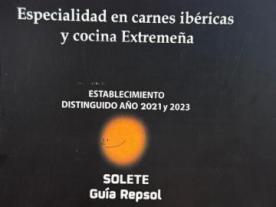 Especialidad en carnes ibéricas
y cocina Extremeña
ESTABLECIMIENTO
DISTINGUIDO AÑO 2021 y 2023
SOLETE
Guía Repsol